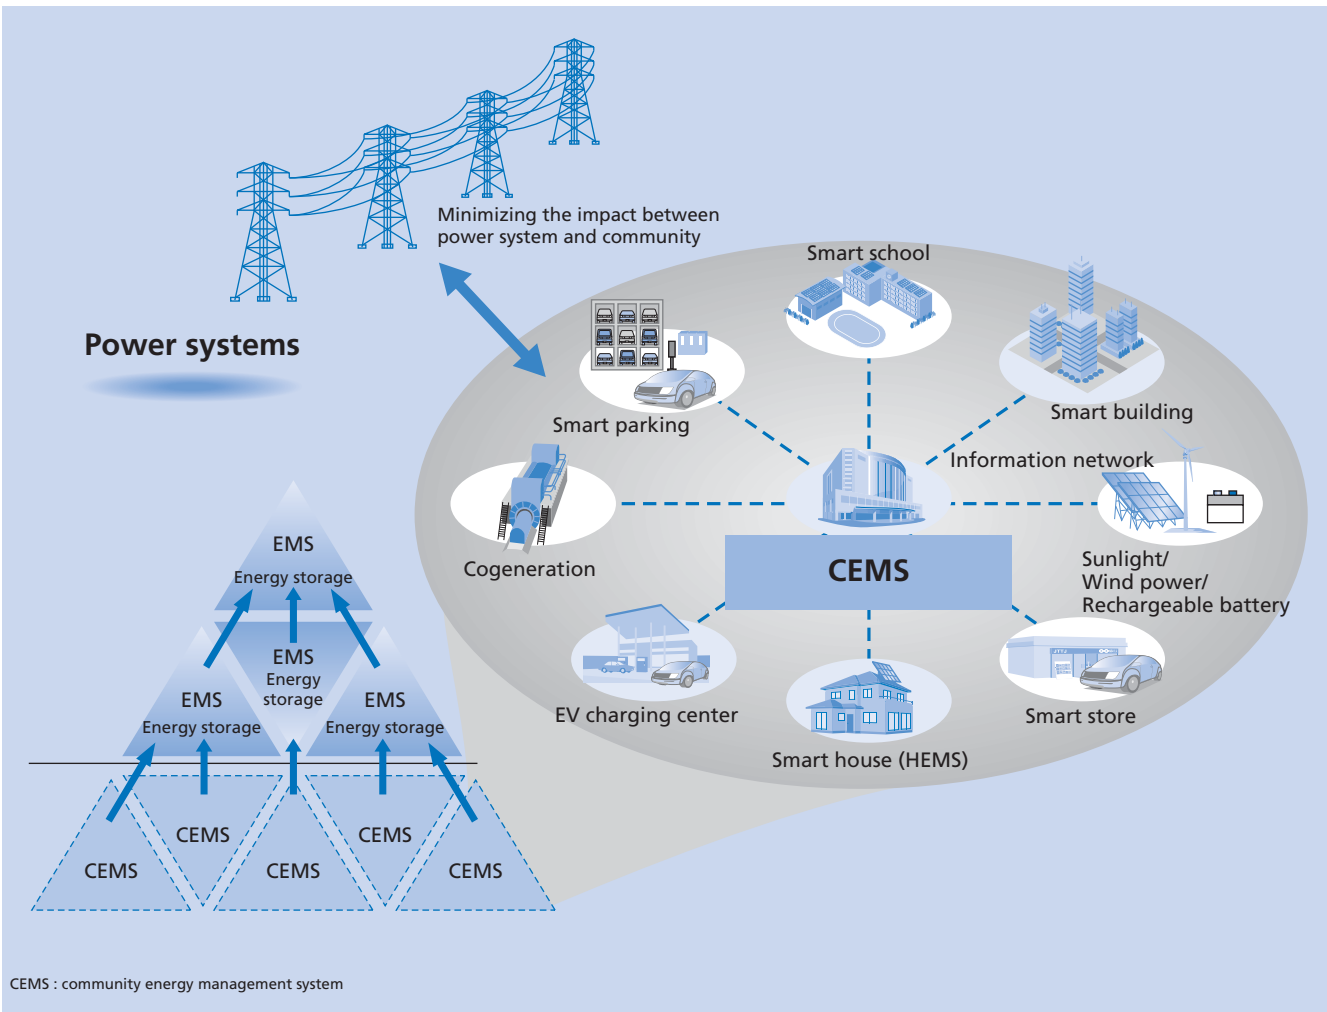 Minimizing the impact between
power system and community
Power systems
Smart school
Smart parking
Smart building
Information network
Cogeneration
CEMS
Sunlight/
Wind power/
Rechargeable battery
EV charging center
Smart house (HEMS)
Smart store
EMS
Energy storage
EMS
Energy
storage
EMS
Energy storage
EMS
Energy storage
CEMS
CEMS
CEMS
CEMS
CEMS
CEMS : community energy management system